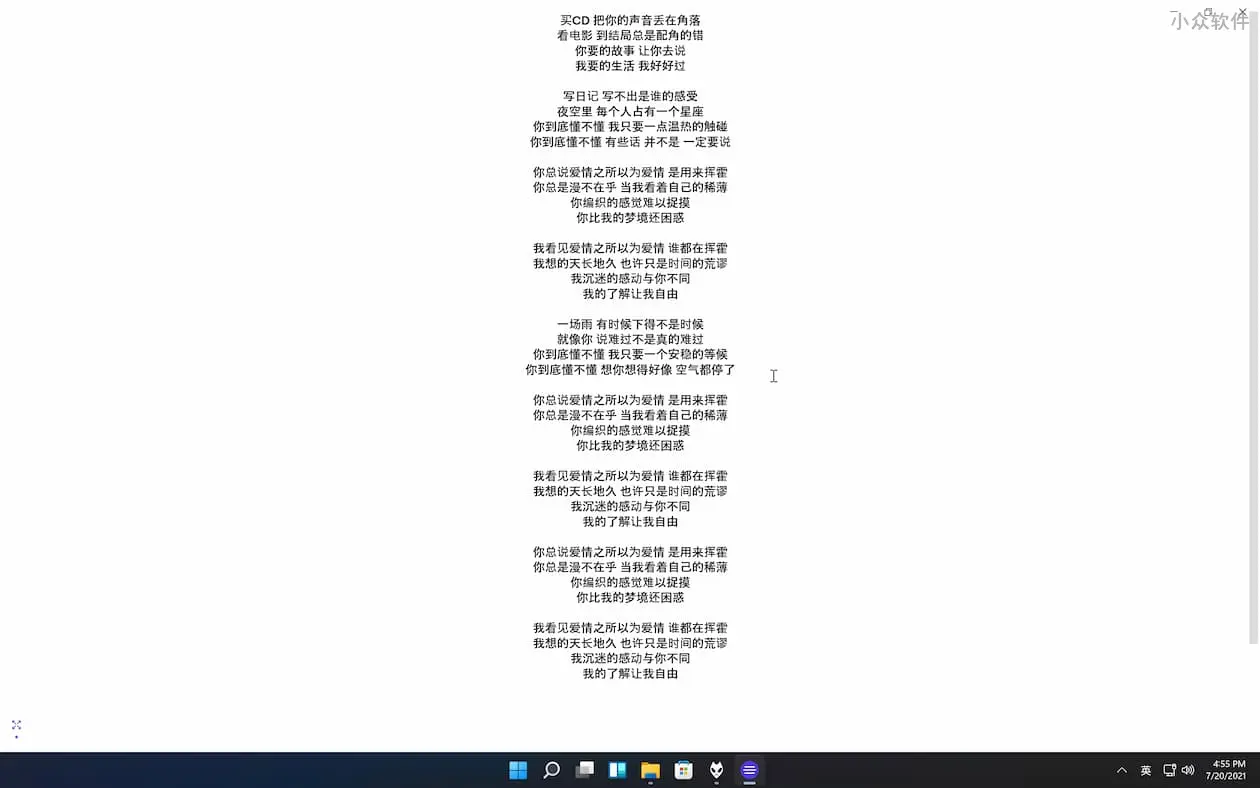 小众软件
买CD 把你的声音丢在角落
看电影 到结局总是配角的错
你要的故事 让你去说
我要的生活 我好好过
写日记 写不出是谁的感受
夜空里 每个人占有一个星座
你到底懂不懂 我只要一点温热的触碰
你到底懂不懂 有些话 并不是 一定要说
你总说爱情之所以为爱情 是用来挥霍
你总是漫不在乎 当我看着自己的稀薄
你编织的感觉难以捉摸
你比我的梦境还困惑
我看见爱情之所以为爱情 谁都在挥霍
我想的天长地久 也许只是时间的荒谬
我沉迷的感动与你不同
我的了解让我自由
一场雨 有时候下得不是时候
就像你 说难过不是真的难过
你到底懂不懂 我只要一个安稳的等候
你到底懂不懂 想你想得好像 空气都停了
你总说爱情之所以为爱情 是用来挥霍
你总是漫不在乎 当我看着自己的稀薄
你编织的感觉难以捉摸
你比我的梦境还困惑
我看见爱情之所以为爱情 谁都在挥霍
我想的天长地久 也许只是时间的荒谬
我沉迷的感动与你不同
我的了解让我自由
你总说爱情之所以为爱情 是用来挥霍
你总是漫不在乎 当我看着自己的稀薄
你编织的感觉难以捉摸
你比我的梦境还困惑
我看见爱情之所以为爱情 谁都在挥霍
我想的天长地久 也许只是时间的荒谬
我沉迷的感动与你不同
我的了解让我自由
英
4:55 PM
7/20/2021